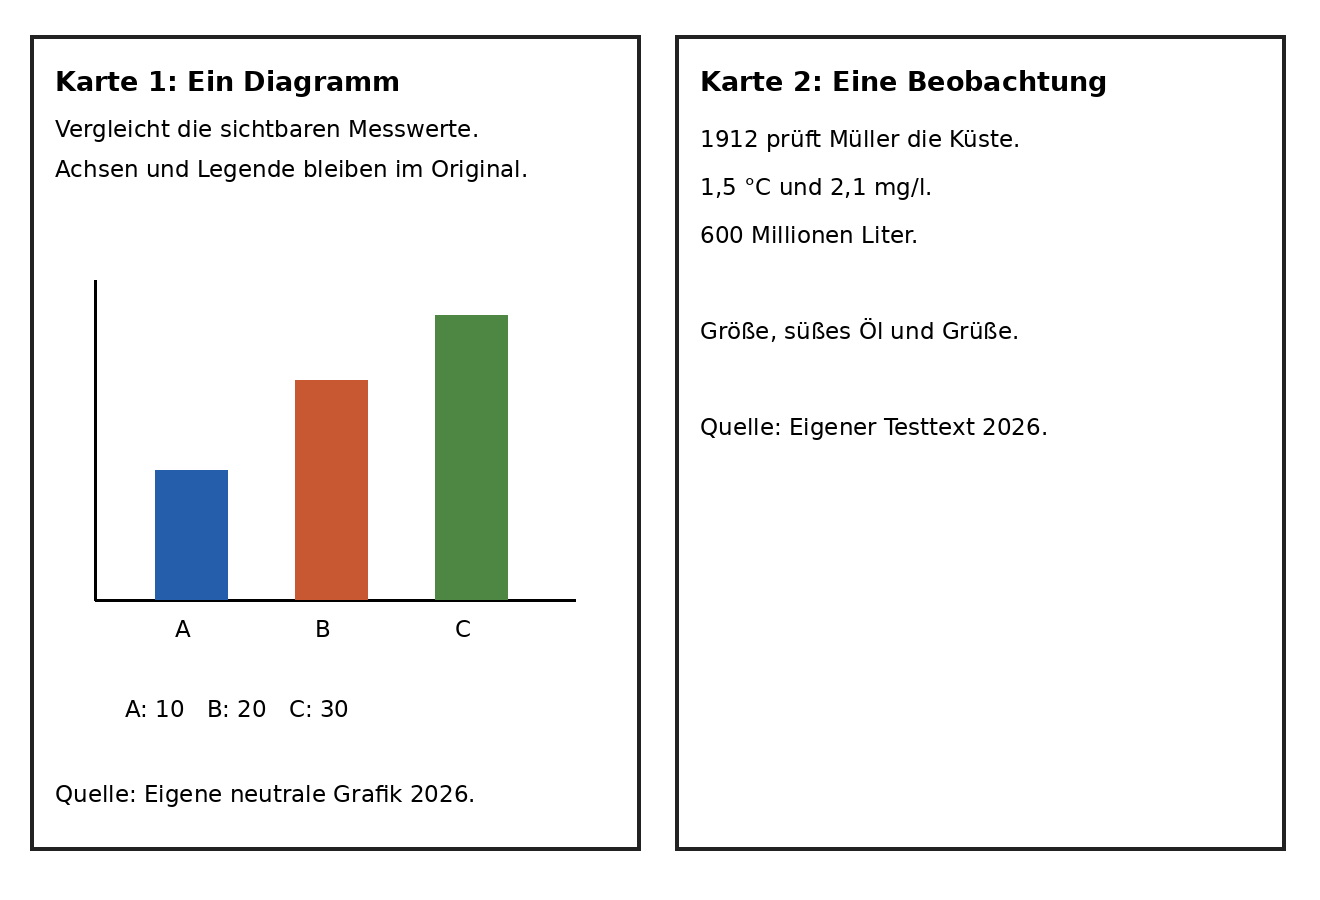 Karte 1: Ein Diagramm
Vergleicht die sichtbaren Messwerte.
Achsen und Legende bleiben im Original.
A
B
C
A: 10 B: 20 C: 30
Quelle: Eigene neutrale Grafik 2026.
Karte 2: Eine Beobachtung
1912 prüft Müller die Küste.
1,5 °C und 2,1 mg/l.
600 Millionen Liter.
Größe, süßes Öl und Grüße.
Quelle: Eigener Testtext 2026.